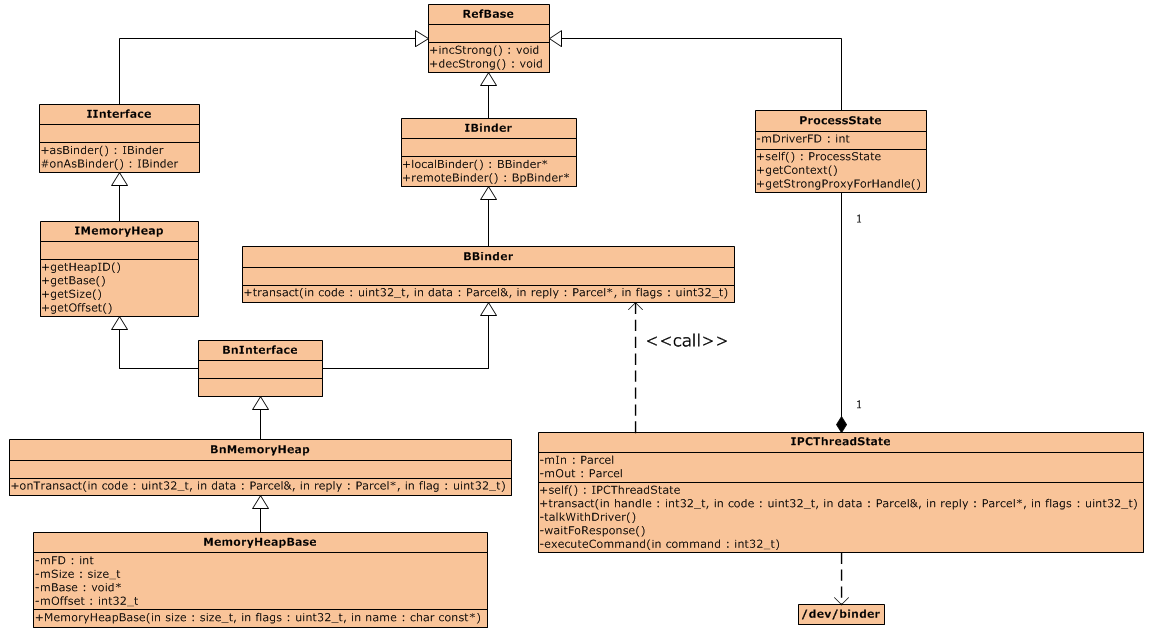 RefBase
+incStrong() : void
+decStrong() : void
IInterface
+asBinder() : IBinder
#onAsBinder() : IBinder
IBinder
+localBinder() : BBinder*
+remoteBinder() : BpBinder*
ProcessState
-mDriverFD : int
+self() : ProcessState
+getContext()
+getStrongProxyForHandle()
1
IMemoryHeap
+getHeapID()
+getBase()
+getSize()
+getOffset()
BBinder
+transact(in code : uint32_t, in data : Parcel&, in reply : Parcel*, in flags : uint32_t)
<<call>>
BnInterface
1
BnMemoryHeap
+onTransact(in code : uint32_t, in data : Parcel&, in reply : Parcel*, in flag : uint32_t)
IPCThreadState
-mIn : Parcel
-mOut : Parcel
+self() : IPCThreadState
+transact(in handle : int32_t, in code : uint32_t, in data : Parcel&, in reply : Parcel*, in flags : uint32_t)
-talkWithDriver()
-waitFoResponse()
-executeCommand(in command : int32_t)
MemoryHeapBase
-mFD : int
-mSize : size_t
-mBase : void*
-mOffset : int32_t
+MemoryHeapBase(in size : size_t, in flags : uint32_t, in name : char const*)
/dev/binder